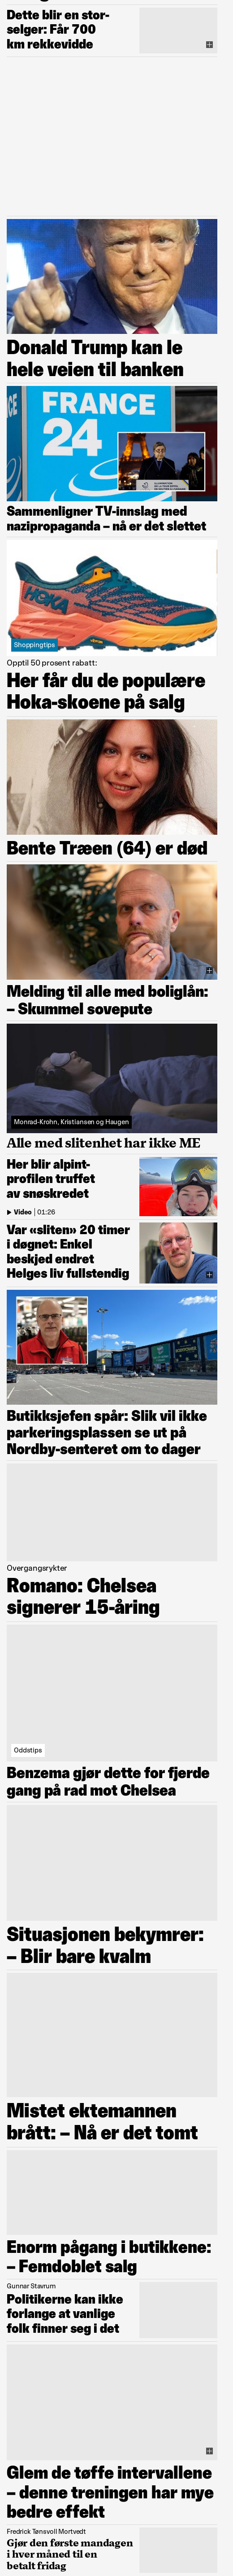 Dette blir en stor-
selger: Får 700
km rekkevidde
Donald Trump kan le
hele veien til banken
FRANCE
24
Sammenligner TV-innslag med
nazipropaganda – nå er det slettet
HOKA
Shoppingtips
Opptil 50 prosent rabatt:
Her får du de populære
Hoka-skoene på salg
Bente Træen (64) er død
Melding til alle med boliglån:
– Skummel sovepute
Monrad-Krohn, Kristiansen og Haugen
Alle med slitenhet har ikke ME
Her blir alpint-
profilen truffet
av snøskredet
Video | 01:26
Var «sliten» 20 timer
i døgnet: Enkel
beskjed endret
Helges liv fullstendig
Butikksjefen spår: Slik vil ikke
parkeringsplassen se ut på
Nordby-senteret om to dager
Overgangsrykter
Romano: Chelsea
signerer 15-åring
Oddstips
Benzema gjør dette for fjerde
gang på rad mot Chelsea
Situasjonen bekymrer:
– Blir bare kvalm
Mistet ektemannen
brått: – Nå er det tomt
Enorm pågang i butikkene:
– Femdoblet salg
Gunnar Stavrum
Politikerne kan ikke
forlange at vanlige
folk finner seg i det
Glem de tøffe intervallene
– denne treningen har mye
bedre effekt
Fredrick Tønsvoll Mortvedt
Gjør den første mandagen
i hver måned til en
betalt fridag